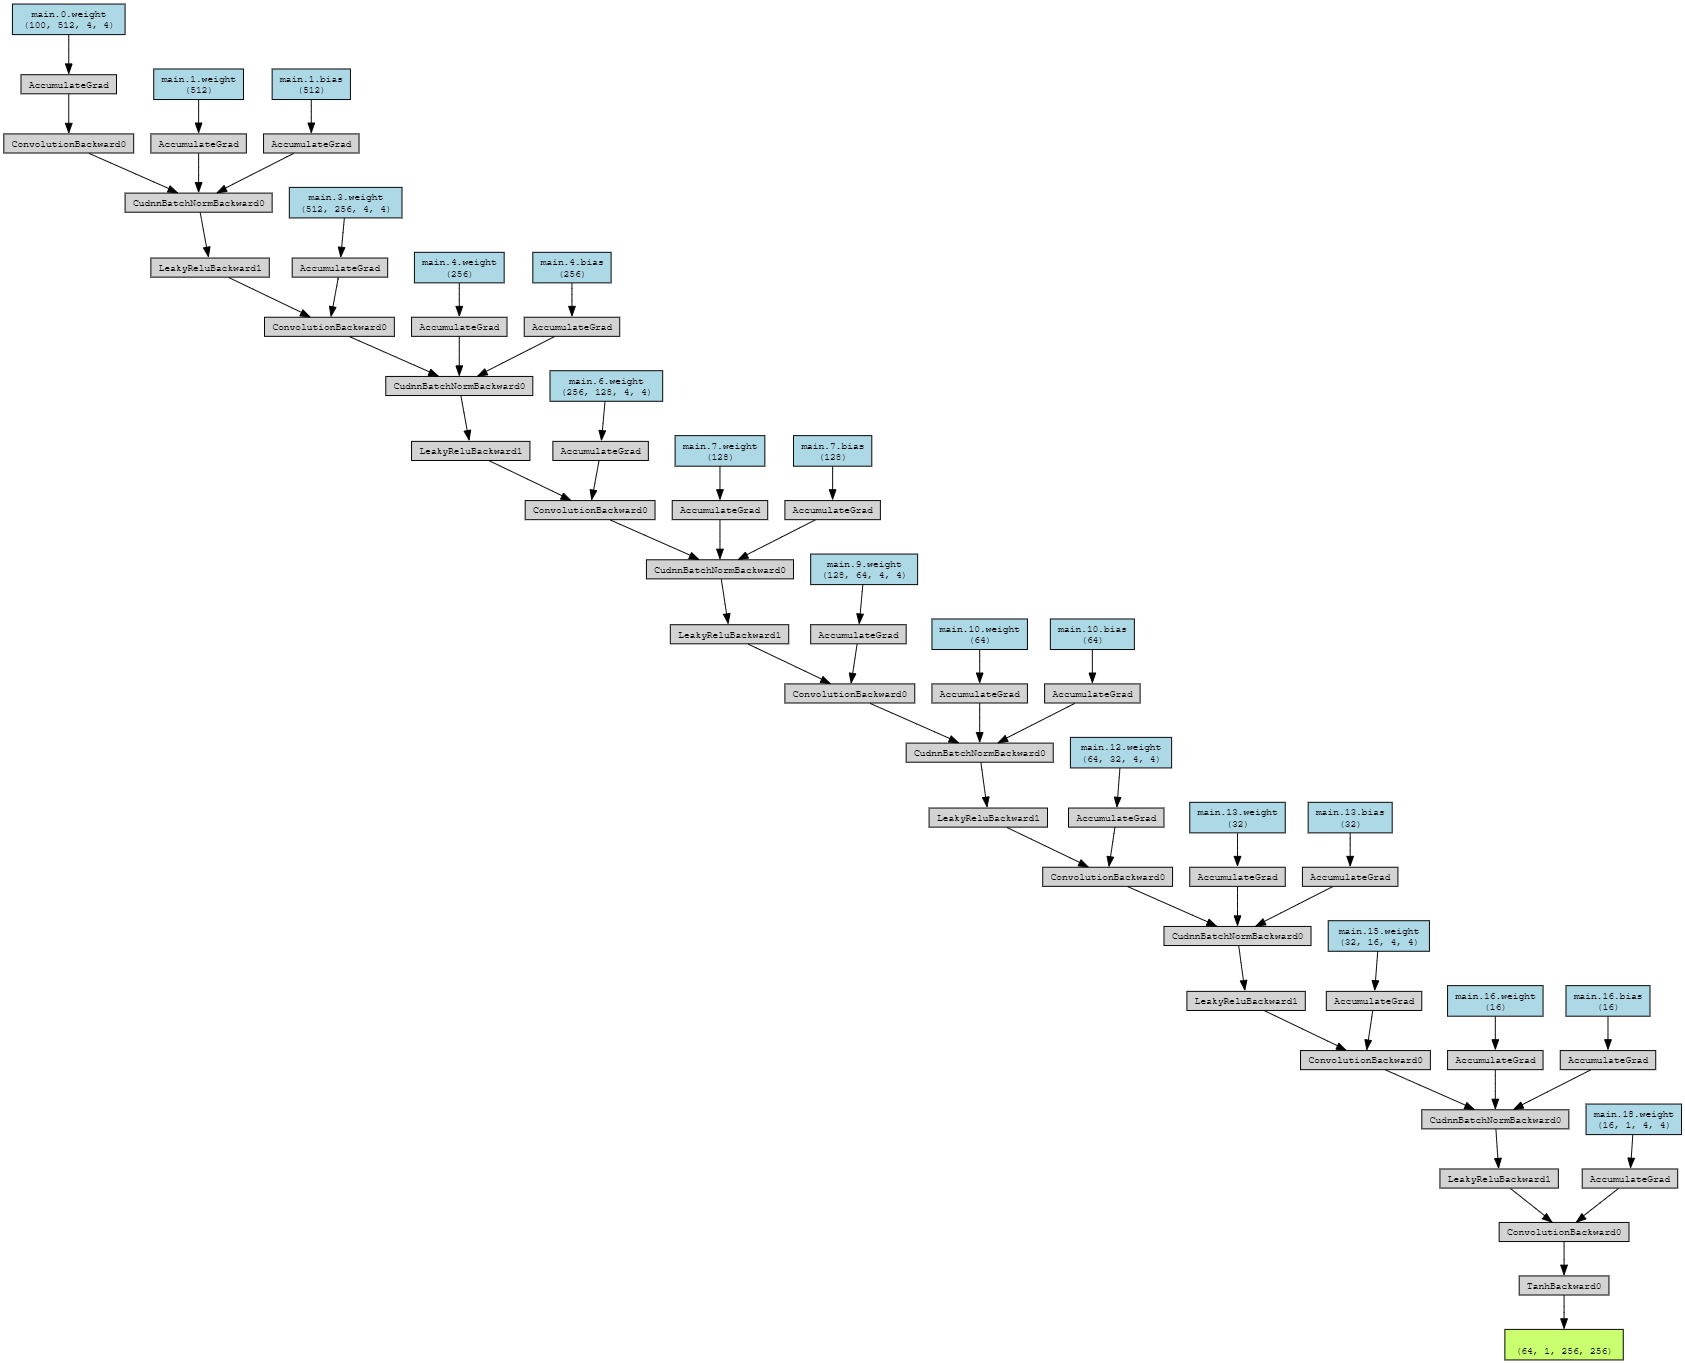 main.0.weight
(100, 512, 4, 4)
AccumulateGrad
main.1.weight
(512)
main.1.bias
(512)
ConvolutionBackward0
AccumulateGrad
AccumulateGrad
CudnnBatchNormBackward0
main.3.weight
(512, 256, 4, 4)
LeakyReluBackward1
AccumulateGrad
main.4.weight
(256)
main.4.bias
(256)
ConvolutionBackward0
AccumulateGrad
AccumulateGrad
CudnnBatchNormBackward0
main.6.weight
(256, 128, 4, 4)
LeakyReluBackward1
AccumulateGrad
main.7.weight
(128)
main.7.bias
(128)
ConvolutionBackward0
AccumulateGrad
AccumulateGrad
CudnnBatchNormBackward0
main.9.weight
(128, 64, 4, 4)
LeakyReluBackward1
AccumulateGrad
main.10.weight
(64)
main.10.bias
(64)
ConvolutionBackward0
AccumulateGrad
AccumulateGrad
CudnnBatchNormBackward0
main.12.weight
(64, 32, 4, 4)
LeakyReluBackward1
AccumulateGrad
main.13.weight
(32)
main.13.bias
(32)
ConvolutionBackward0
AccumulateGrad
AccumulateGrad
CudnnBatchNormBackward0
main.15.weight
(32, 16, 4, 4)
LeakyReluBackward1
AccumulateGrad
main.16.weight
(16)
main.16.bias
(16)
ConvolutionBackward0
AccumulateGrad
AccumulateGrad
CudnnBatchNormBackward0
main.18.weight
(16, 1, 4, 4)
LeakyReluBackward1
AccumulateGrad
ConvolutionBackward0
TanhBackward0
(64, 1, 256, 256)